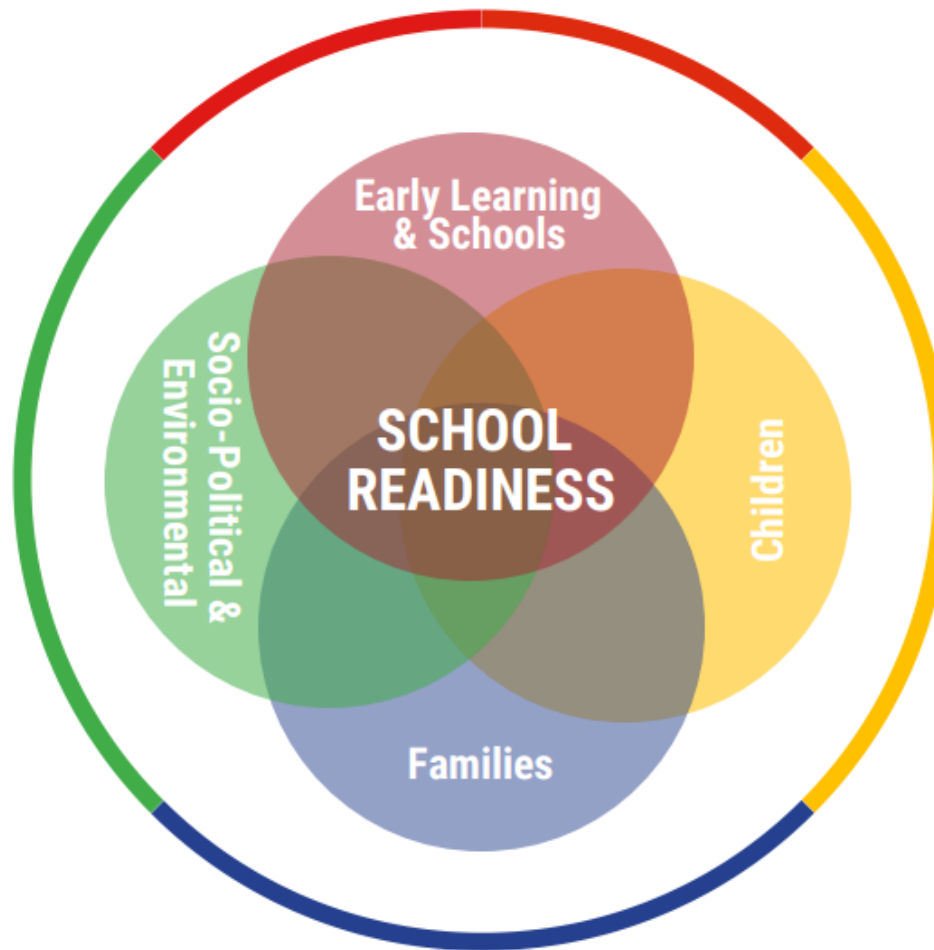 Early Learning
& Schools
Socio-Political &
Environmental
SCHOOL
READINESS
Children
Families